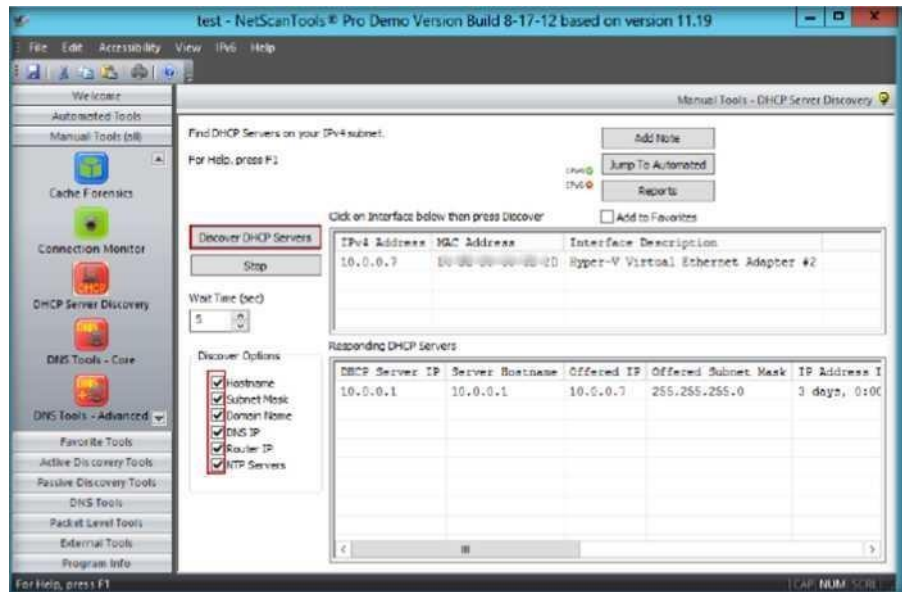 test - NetScanTools® Pro Demo Version Build 8-17-12 based on version 11.19
File Edit Accessibility View IPv6 Help
Welcome
Automated Tools
Manual Tools (all)
Cache Forensics
Connection Monitor
DHCP
DHCP Server Discovery
DNS Tools - Core
DNS Tools - Advanced
Favorite Tools
Active Discovery Tools
Passive Discovery Tools
DNS Tools
Packet Level Tools
External Tools
Program Info
Manual Tools - DHCP Server Discovery
Find DHCP Servers on your IPv4 subnet.
For Help, press F1
Add Note
Jump To Automated
Reports
IPv4
IPv6
Add to Favorites
Click on Interface below then press Discover
Discover DHCP Servers
Stop
Wait Time (sec)
5
IPv4 Address MAC Address Interface Description
10.0.0.7 2D Hyper-V Virtual Ethernet Adapter #2
Discover Options
Hostname
Subnet Mask
Domain Name
DNS IP
Router IP
NTP Servers
Responding DHCP Servers
DHCP Server IP Server Hostname Offered IP Offered Subnet Mask IP Address
10.0.0.1 10.0.0.1 10.0.0.7 255.255.255.0 3 days, 0:00
For Help, press F1
CAP NUM SCRL